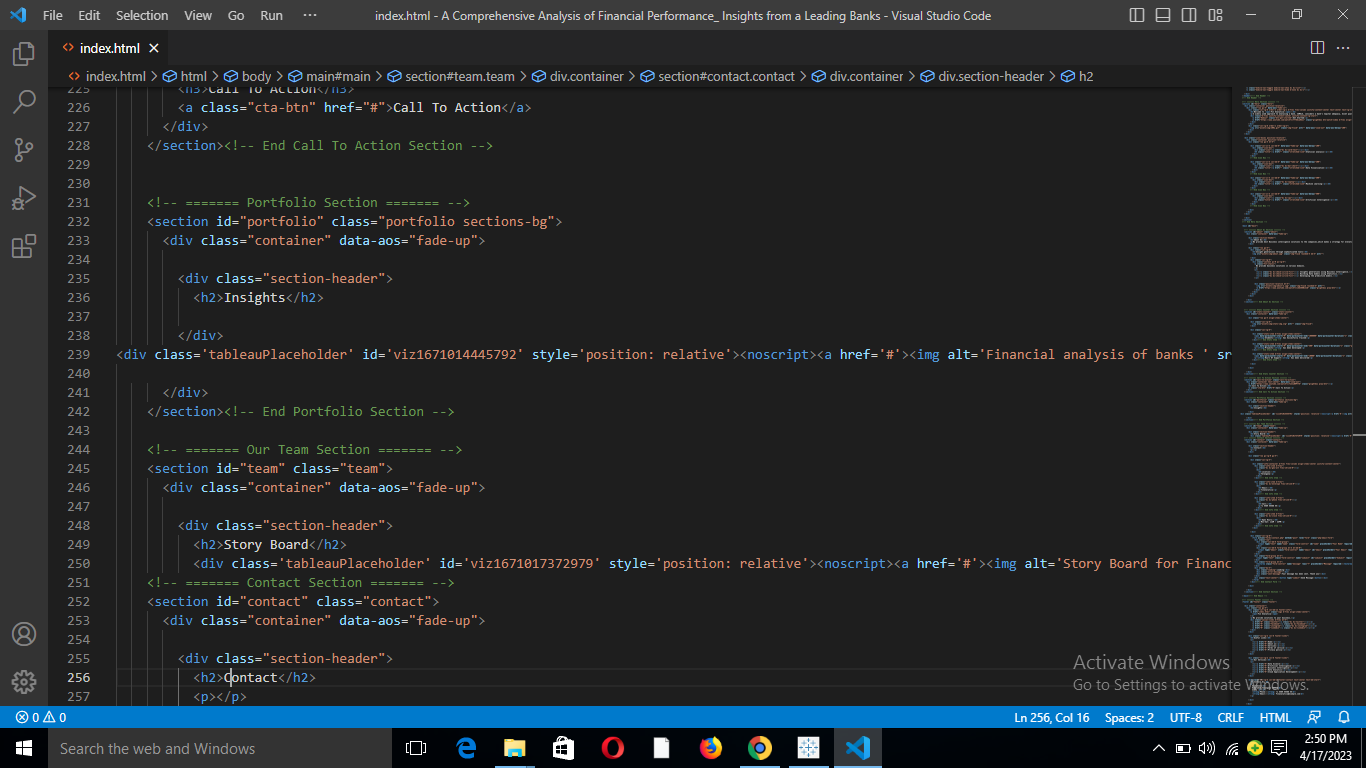 File Edit Selection View Go Run ··· index.html - A Comprehensive Analysis of Financial Performance_ Insights from a Leading Banks - Visual Studio Code
index.html
index.html > html > body > main#main > section#team.team > div.container > section#contact.contact > div.container > div.section-header > h2
225 <h3>Call To Action</h3>
226 <a class="cta-btn" href="#">Call To Action</a>
227 </div>
228 </section><!-- End Call To Action Section -->
229
230
231 <!-- ======= Portfolio Section ======= -->
232 <section id="portfolio" class="portfolio sections-bg">
233 <div class="container" data-aos="fade-up">
234
235 <div class="section-header">
236 <h2>Insights</h2>
237
238 </div>
239 <div class='tableauPlaceholder' id='viz1671014445792' style='position: relative'><noscript><a href='#'><img alt='Financial analysis of banks ' sr
240
241 </div>
242 </section><!-- End Portfolio Section -->
243
244 <!-- ======= Our Team Section ======= -->
245 <section id="team" class="team">
246 <div class="container" data-aos="fade-up">
247
248 <div class="section-header">
249 <h2>Story Board</h2>
250 <div class='tableauPlaceholder' id='viz1671017372979' style='position: relative'><noscript><a href='#'><img alt='Story Board for Financ
251 <!-- ======= Contact Section ======= -->
252 <section id="contact" class="contact">
253 <div class="container" data-aos="fade-up">
254
255 <div class="section-header">
256 <h2>Contact</h2>
257 <p></p>
Activate Windows
Go to Settings to activate Windows.
0 0 Ln 256, Col 16 Spaces: 2 UTF-8 CRLF HTML
Search the web and Windows
2:50 PM
4/17/2023